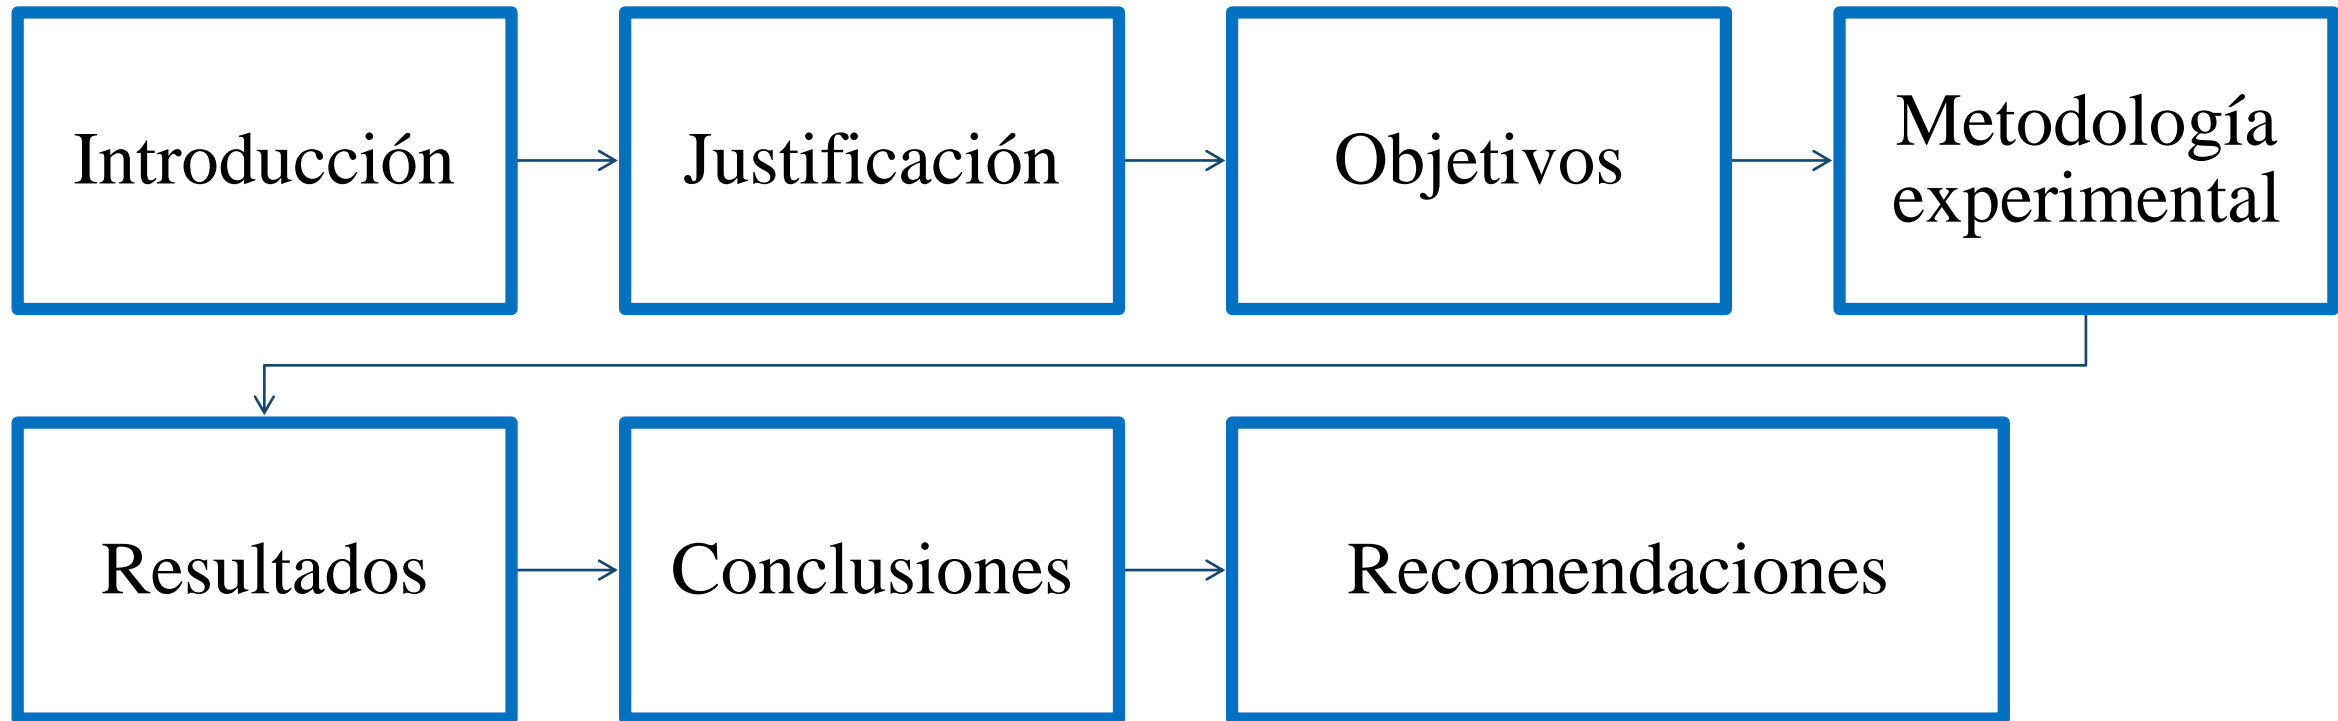 Introducción
Justificación
Objetivos
Metodología
experimental
Resultados
Conclusiones
Recomendaciones